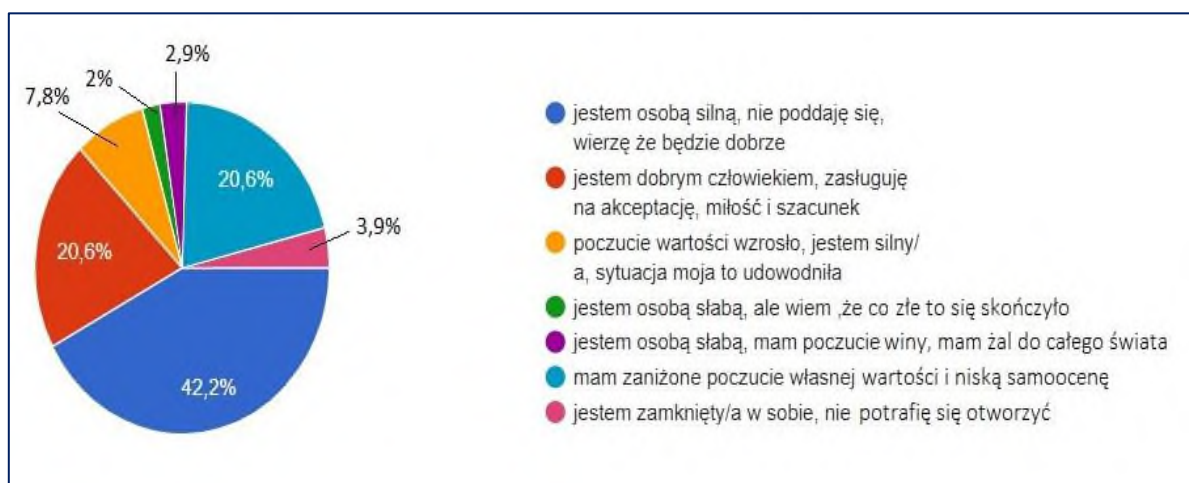 2,9%
2%
7,8%
20,6%
3,9%
20,6%
42,2%
jestem osobą silną, nie poddaję się,
wierzę że będzie dobrze
jestem dobrym człowiekiem, zasługuję
na akceptację, miłość i szacunek
poczucie wartości wzrosło, jestem silny/
a, sytuacja moja to udowodniła
jestem osobą słabą, ale wiem ,że co złe to się skończyło
jestem osobą słabą, mam poczucie winy, mam żal do całego świata
mam zaniżone poczucie własnej wartości i niską samoocenę
jestem zamknięty/a w sobie, nie potrafię się otworzyć